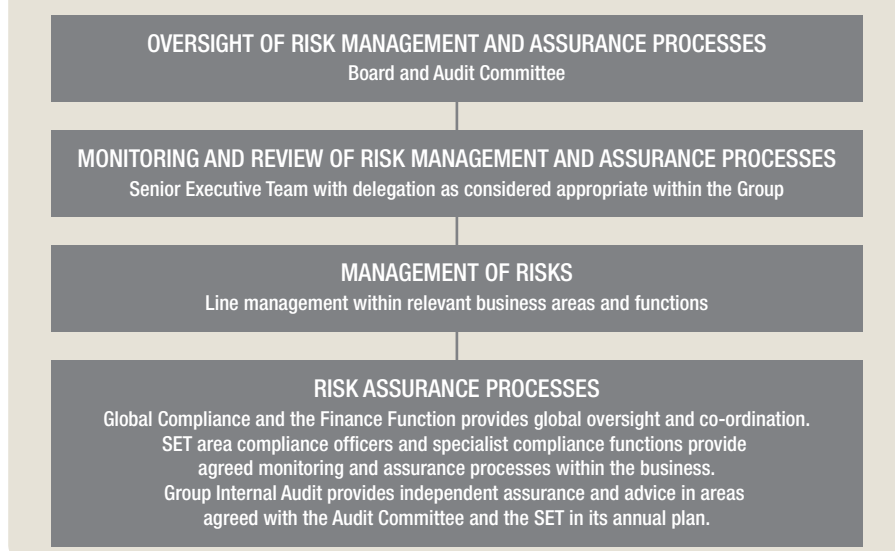 OVERSIGHT OF RISK MANAGEMENT AND ASSURANCE PROCESSES
Board and Audit Committee
MONITORING AND REVIEW OF RISK MANAGEMENT AND ASSURANCE PROCESSES
Senior Executive Team with delegation as considered appropriate within the Group
MANAGEMENT OF RISKS
Line management within relevant business areas and functions
RISK ASSURANCE PROCESSES
Global Compliance and the Finance Function provides global oversight and co-ordination.
SET area compliance officers and specialist compliance functions provide
agreed monitoring and assurance processes within the business.
Group Internal Audit provides independent assurance and advice in areas
agreed with the Audit Committee and the SET in its annual plan.